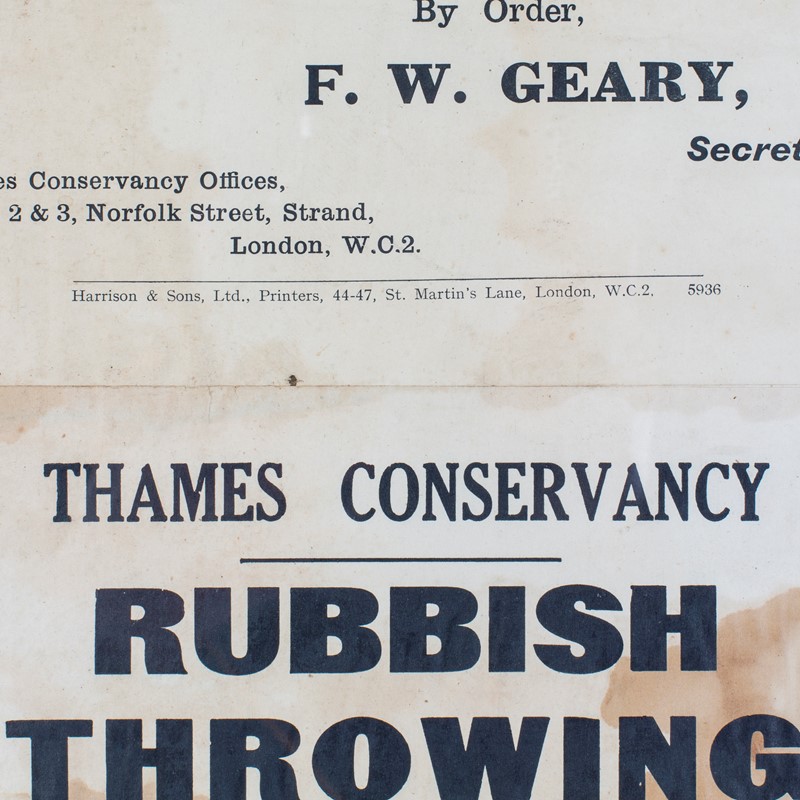 By Order,
F. W. GEARY,
Secret
es Conservancy Offices,
2 & 3, Norfolk Street, Strand,
London, W.C.2.
Harrison & Sons, Ltd., Printers, 44-47, St. Martin's Lane, London, W.C.2. 5936
THAMES CONSERVANCY
RUBBISH
THROWING